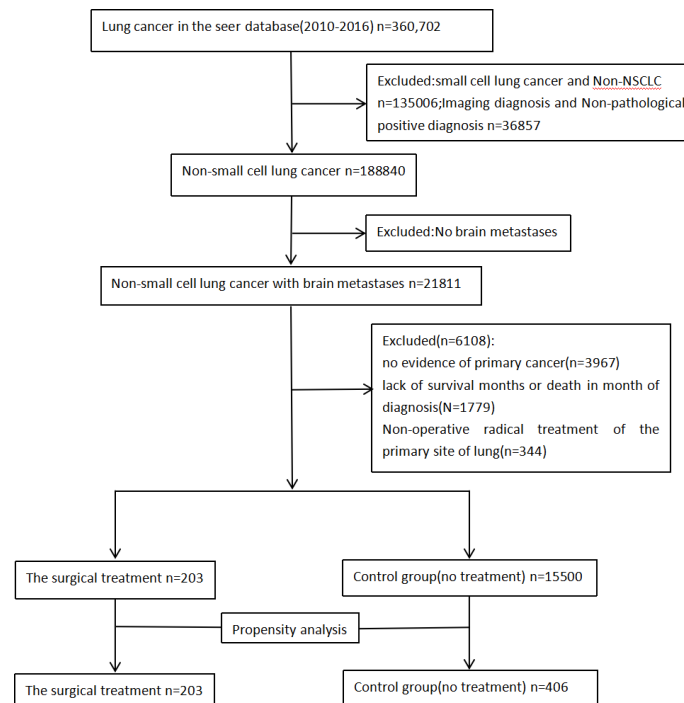 Lung cancer in the seer database(2010-2016) n=360,702
Excluded:small cell lung cancer and Non-NSCLC
n=135006;Imaging diagnosis and Non-pathological
positive diagnosis n=36857
Non-small cell lung cancer n=188840
Excluded:No brain metastases
Non-small cell lung cancer with brain metastases n=21811
Excluded(n=6108):
no evidence of primary cancer(n=3967)
lack of survival months or death in month of
diagnosis(N=1779)
Non-operative radical treatment of the
primary site of lung(n=344)
The surgical treatment n=203
Control group(no treatment) n=15500
Propensity analysis
The surgical treatment n=203
Control group(no treatment) n=406